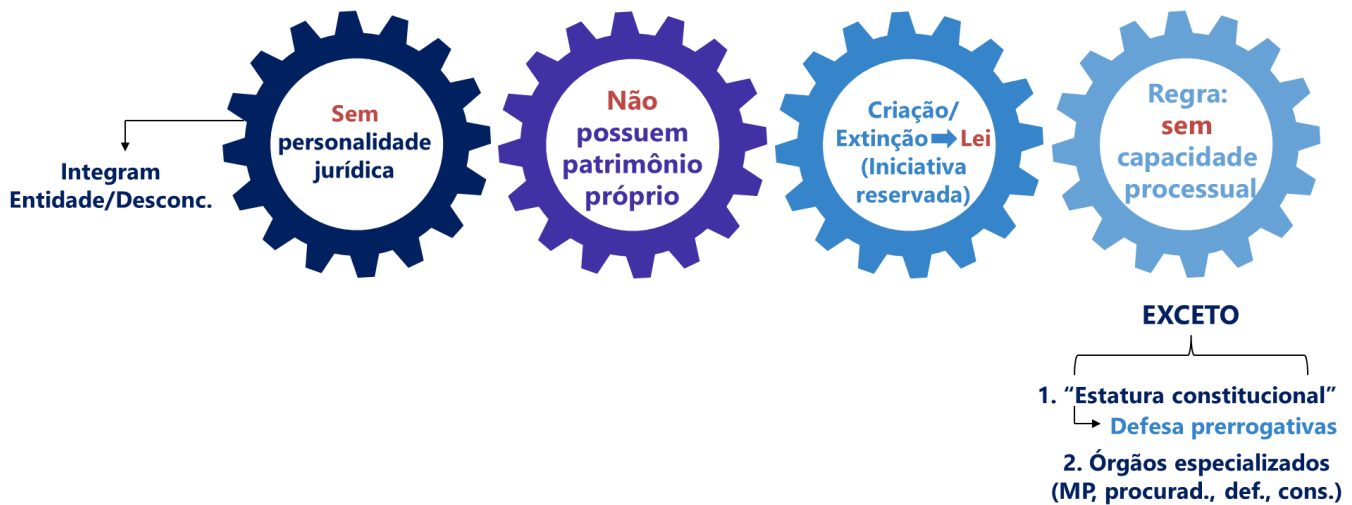 Integram
Entidade/Desconc.
Sem
personalidade
jurídica
Não
possuem
patrimônio
próprio
Criação/
Extinção ➡ Lei
(Iniciativa
reservada)
Regra:
sem
capacidade
processual
EXCETO
1. “Estatura constitucional”
Defesa prerrogativas
2. Órgãos especializados
(MP, procurad., def., cons.)